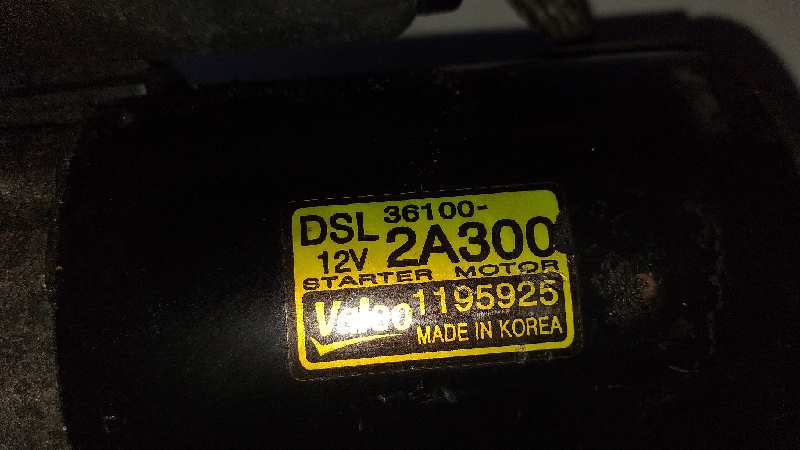 DSL 36100-
12V 2A300
STARTER MOTOR
Valeo 1195925
MADE IN KOREA